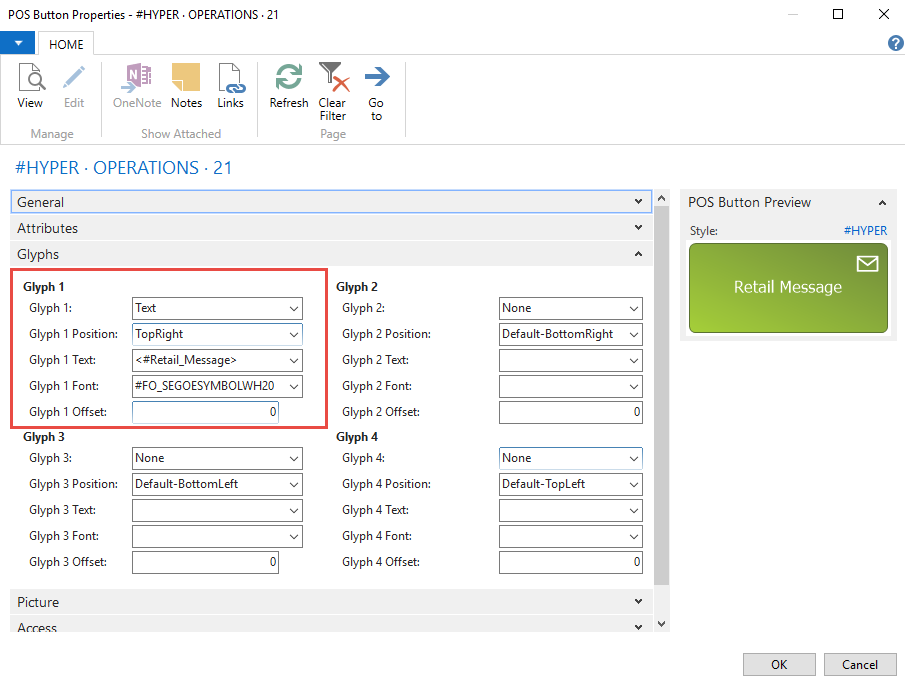 POS Button Properties - #HYPER · OPERATIONS · 21
HOME
?
View
Edit
OneNote
Notes
Links
Refresh
Clear Filter
Go to
Manage
Show Attached
Page
#HYPER · OPERATIONS · 21
General
Attributes
Glyphs
Glyph 1
Glyph 1: Text
Glyph 1 Position: TopRight
Glyph 1 Text: <#Retail_Message>
Glyph 1 Font: #FO_SEGOESYMBOLWH20
Glyph 1 Offset: 0
Glyph 2
Glyph 2: None
Glyph 2 Position: Default-BottomRight
Glyph 2 Text:
Glyph 2 Font:
Glyph 2 Offset: 0
Glyph 3
Glyph 3: None
Glyph 3 Position: Default-BottomLeft
Glyph 3 Text:
Glyph 3 Font:
Glyph 3 Offset: 0
Glyph 4
Glyph 4: None
Glyph 4 Position: Default-TopLeft
Glyph 4 Text:
Glyph 4 Font:
Glyph 4 Offset: 0
Picture
Access
POS Button Preview
Style: #HYPER
Retail Message
OK
Cancel